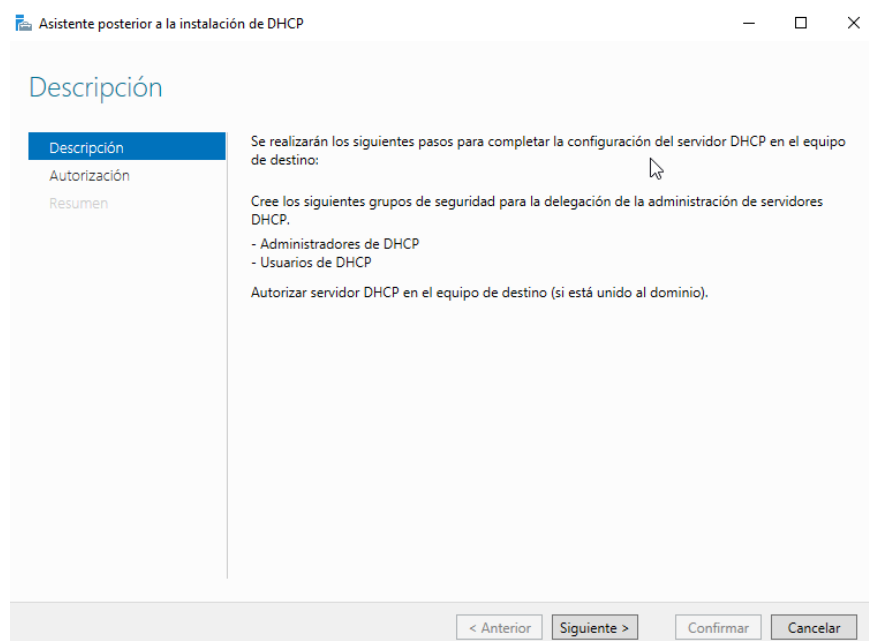 Asistente posterior a la instalación de DHCP
Descripción
Descripción
Autorización
Resumen
Se realizarán los siguientes pasos para completar la configuración del servidor DHCP en el equipo
de destino:
Cree los siguientes grupos de seguridad para la delegación de la administración de servidores
DHCP.
- Administradores de DHCP
- Usuarios de DHCP
Autorizar servidor DHCP en el equipo de destino (si está unido al dominio).
< Anterior
Siguiente >
Confirmar
Cancelar